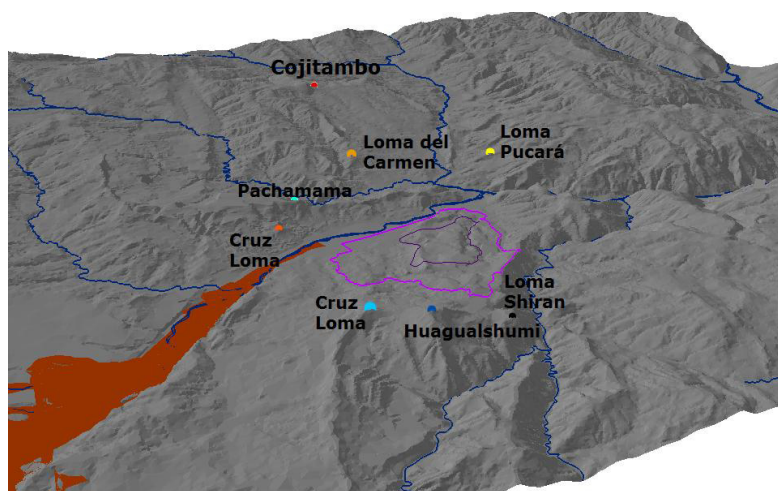 Cojitambo
Loma del
Carmen
Loma
Pucará
Pachamama
Cruz
Loma
Cruz
Loma
Huagualshumi
Loma
Shiran